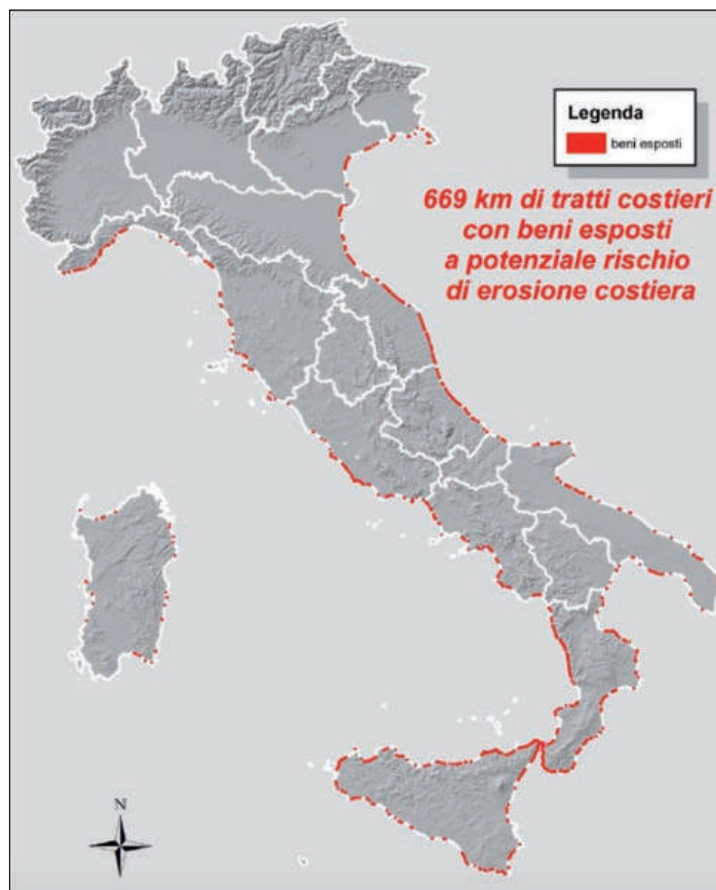 Legenda
beni esposti
669 km di tratti costieri
con beni esposti
a potenziale rischio
di erosione costiera
N